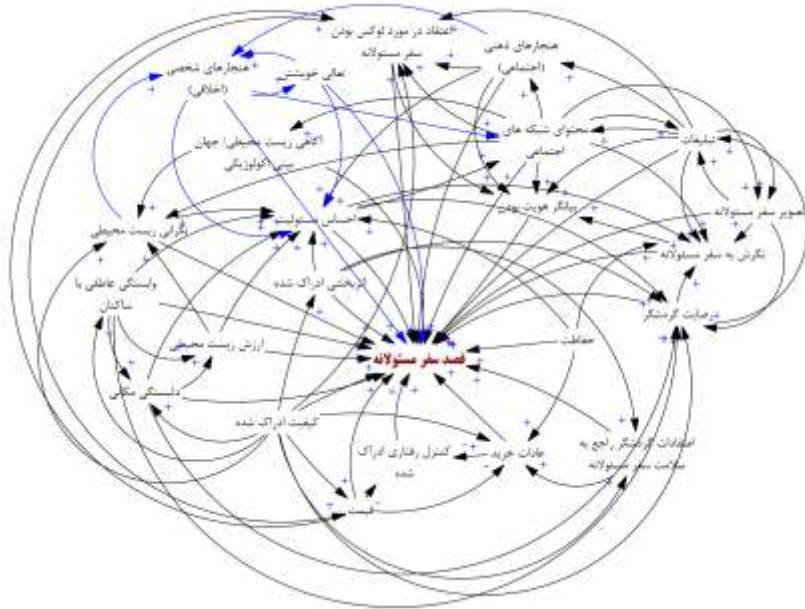 اعتقاد در مورد لوکس بودن
سفر مسئولانه
هنجارهای ذهنی
(اجتماعی)
هنجارهای شخصی
(اخلاقی)
تعالی خویشتن
محتوای شبکه های
اجتماعی
تبلیغات
آگاهی زیست محیطی/ جهان
بینی اکولوژیکی
تصویر سفر مسئولانه
بیانگر هویت بودن
احساس مسئولیت
نگرانی زیست محیطی
نگرش به سفر مسئولانه
وابستگی عاطفی با
ساکنان
اثربخشی ادراک شده
رضایت گردشگر
حفاظت
ارزش زیست محیطی
قصد سفر مسئولانه
دلبستگی مکانی
کیفیت ادراک شده
کنترل رفتاری ادراک
شده
عادات خرید
اعتقادات گردشگر راجع به
سلامت سفر مسئولانه
قیمت